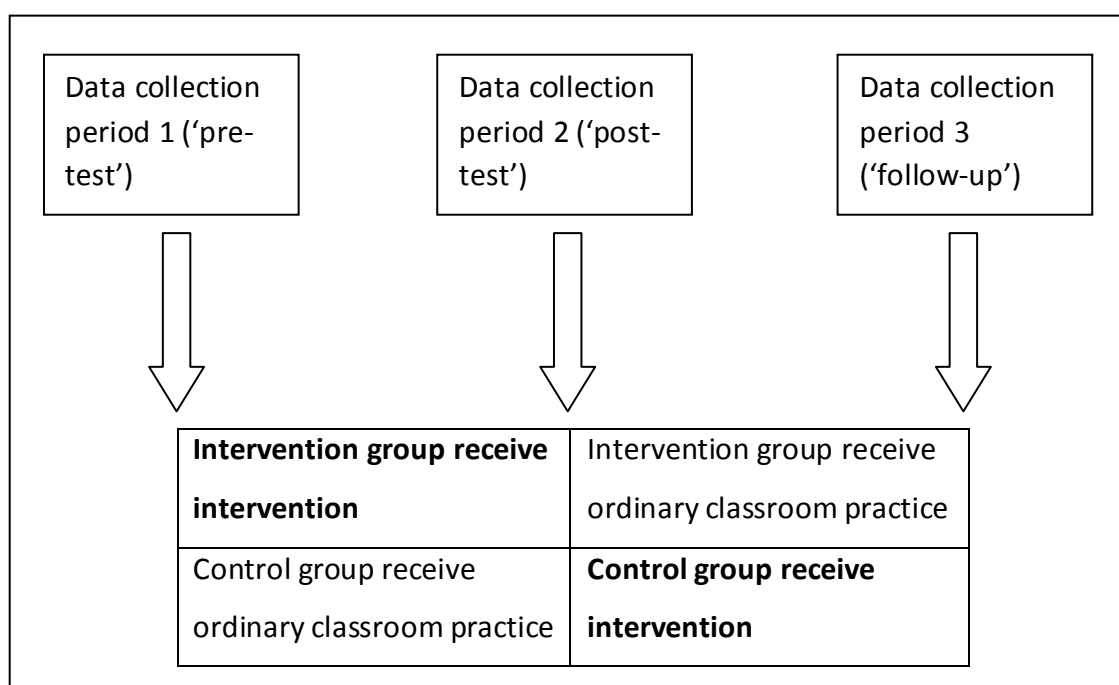 Data collection
period 1 (‘pre-
test’)
Data collection
period 2 (‘post-
test’)
Data collection
period 3
(‘follow-up’)
Intervention group receive
intervention
Intervention group receive
ordinary classroom practice
Control group receive
ordinary classroom practice
Control group receive
intervention